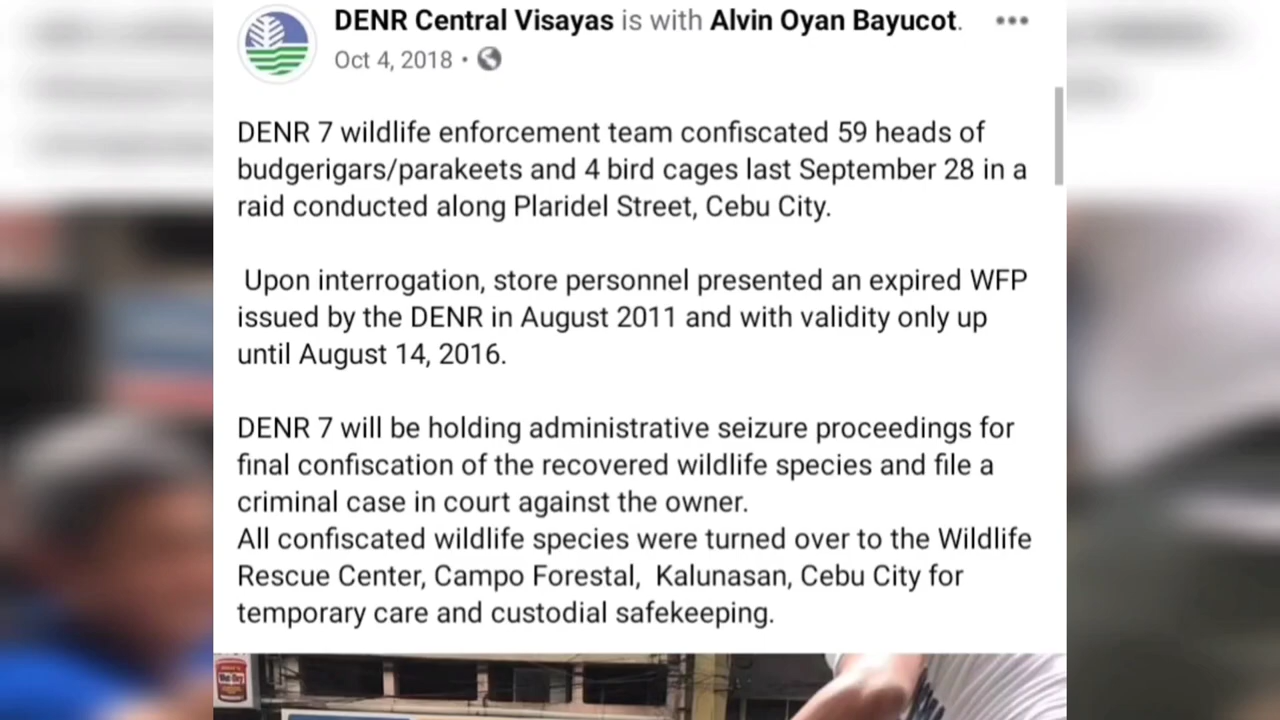 DENR Central Visayas is with Alvin Oyan Bayucot.
Oct 4, 2018 •
DENR 7 wildlife enforcement team confiscated 59 heads of
budgerigars/parakeets and 4 bird cages last September 28 in a
raid conducted along Plaridel Street, Cebu City.
Upon interrogation, store personnel presented an expired WFP
issued by the DENR in August 2011 and with validity only up
until August 14, 2016.
DENR 7 will be holding administrative seizure proceedings for
final confiscation of the recovered wildlife species and file a
criminal case in court against the owner.
All confiscated wildlife species were turned over to the Wildlife
Rescue Center, Campo Forestal,  Kalunasan, Cebu City for
temporary care and custodial safekeeping.